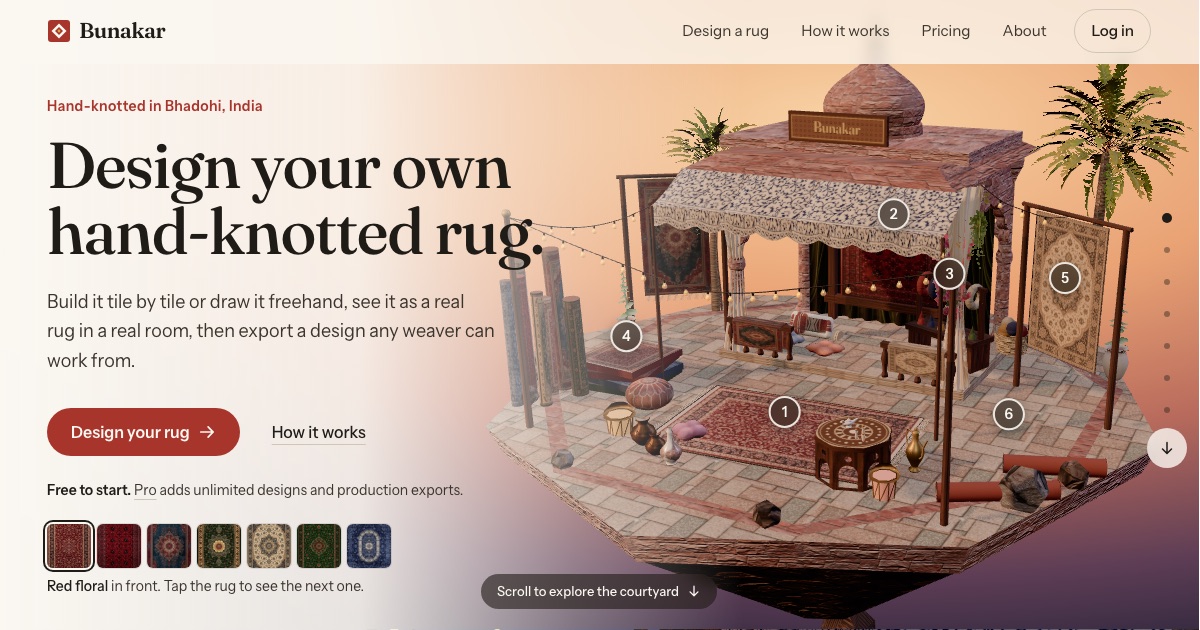 Bunakar
Design a rug
How it works
Pricing
About
Log in
Hand-knotted in Bhadohi, India
Bunakar
Design your own
hand-knotted rug.
Build it tile by tile or draw it freehand, see it as a real
rug in a real room, then export a design any weaver can
work from.
Design your rug →
How it works
Free to start. Pro adds unlimited designs and production exports.
Red floral in front. Tap the rug to see the next one.
2
3
5
4
1
6
Scroll to explore the courtyard ↓